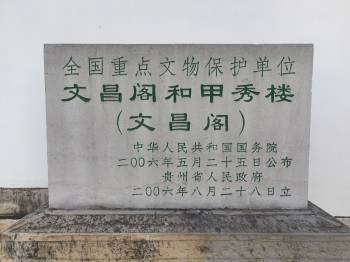 全国重点文物保护单位
文昌阁和甲秀楼
(文昌阁)
中华人民共和国国务院
二00六年五月二十五日公布
贵州省人民政府
二00六年八月二十八日立